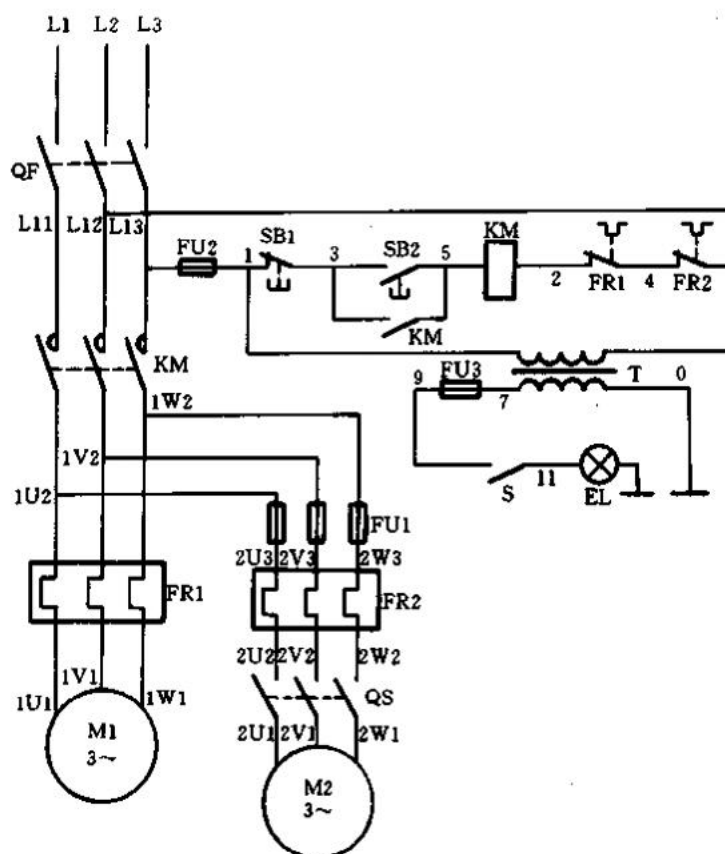 L1 L2 L3
QF
L11 L12 L13
FU2 1 SB1 3 SB2 5 KM 2 FR1 4 FR2
KM
KM
1W2
9 FU3 7 T 0
1V2
S 11 EL
1U2
FU1
2U3 2V3 2W3
FR1
FR2
2U2 2V2 2W2
1U1 1V1 1W1
QS
2U1 2V1 2W1
M1
3~
M2
3~